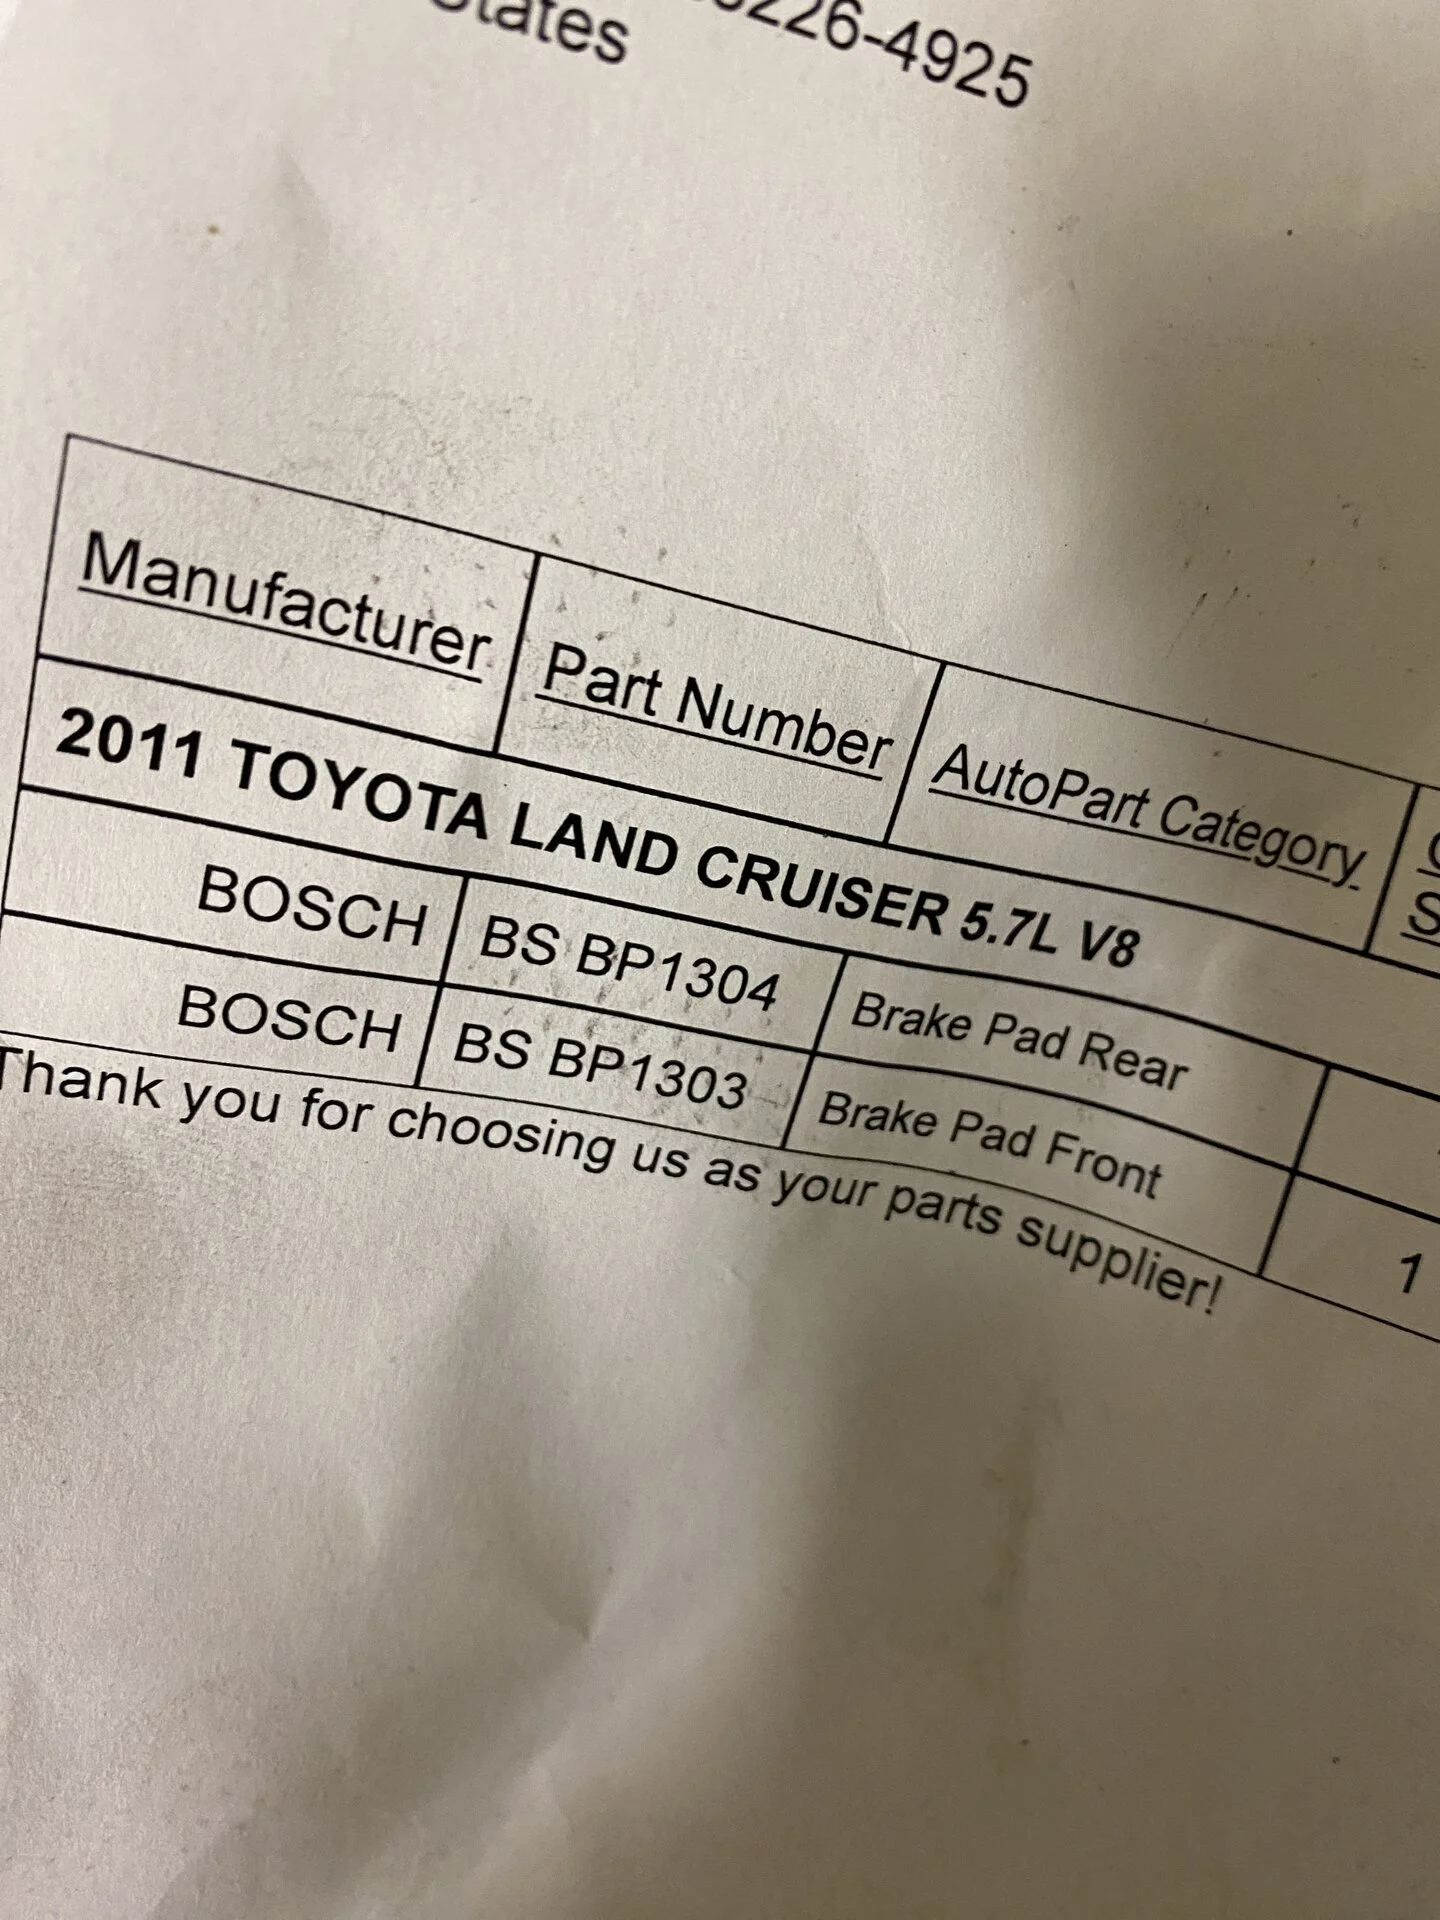 226-4925
Manufacturer Part Number AutoPart Category
2011 TOYOTA LAND CRUISER 5.7L V8
BOSCH BS BP1304 Brake Pad Rear
BOSCH BS BP1303 Brake Pad Front 1
Thank you for choosing us as your parts supplier!